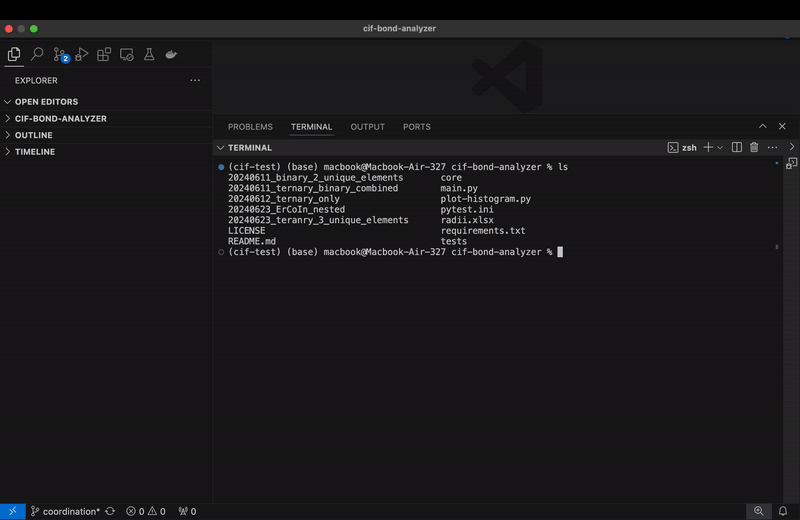 cif-bond-analyzer
2
EXPLORER
OPEN EDITORS
CIF-BOND-ANALYZER
OUTLINE
TIMELINE
PROBLEMS TERMINAL OUTPUT PORTS
TERMINAL
zsh
(cif-test) (base) macbook@Macbook-Air-327 cif-bond-analyzer % ls
20240611_binary_2_unique_elements core
20240611_ternary_binary_combined main.py
20240612_ternary_only plot-histogram.py
20240623_ErCoIn_nested pytest.ini
20240623_teranry_3_unique_elements radii.xlsx
LICENSE requirements.txt
README.md tests
(cif-test) (base) macbook@Macbook-Air-327 cif-bond-analyzer %
coordination* 0 0 0